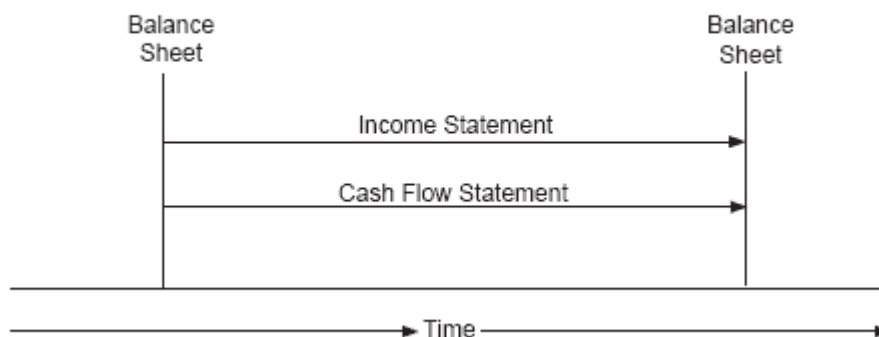 Balance
Sheet
Balance
Sheet
Income Statement
Cash Flow Statement
Time